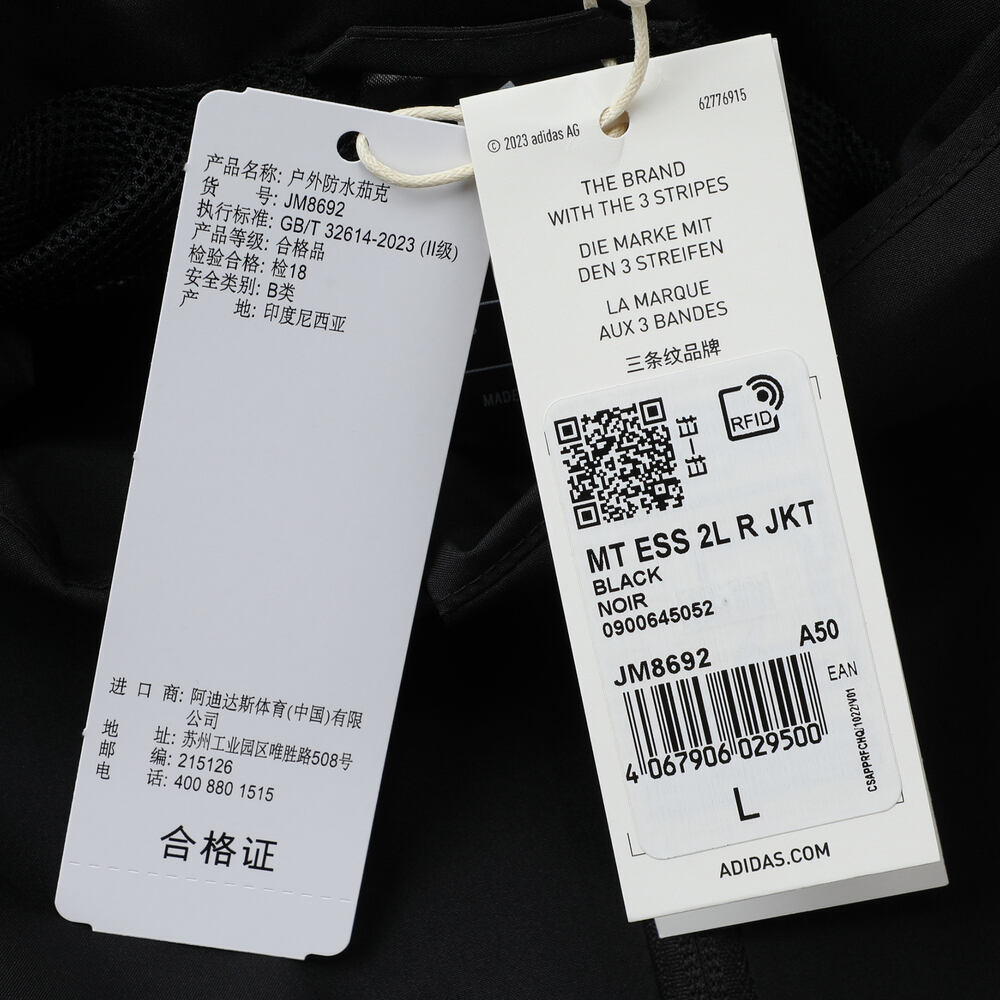 产品名称: 户外防水茄克
货 号: JM8692
执行标准: GB/T 32614-2023 (II级)
产品等级: 合格品
检验合格: 检18
安全类别: B类
产 地: 印度尼西亚
进 口 商: 阿迪达斯体育(中国)有限
公司
地 址: 苏州工业园区唯胜路508号
邮 编: 215126
电 话: 400 880 1515
合格证
MADE
62776915
© 2023 adidas AG
THE BRAND
WITH THE 3 STRIPES
DIE MARKE MIT
DEN 3 STREIFEN
LA MARQUE
AUX 3 BANDES
三条纹品牌
RFID
MT ESS 2L R JKT
BLACK
NOIR
0900645052
JM8692 A50
EAN
4 067906 029500
CSAPPRFCHQ/1022/V01
L
ADIDAS.COM